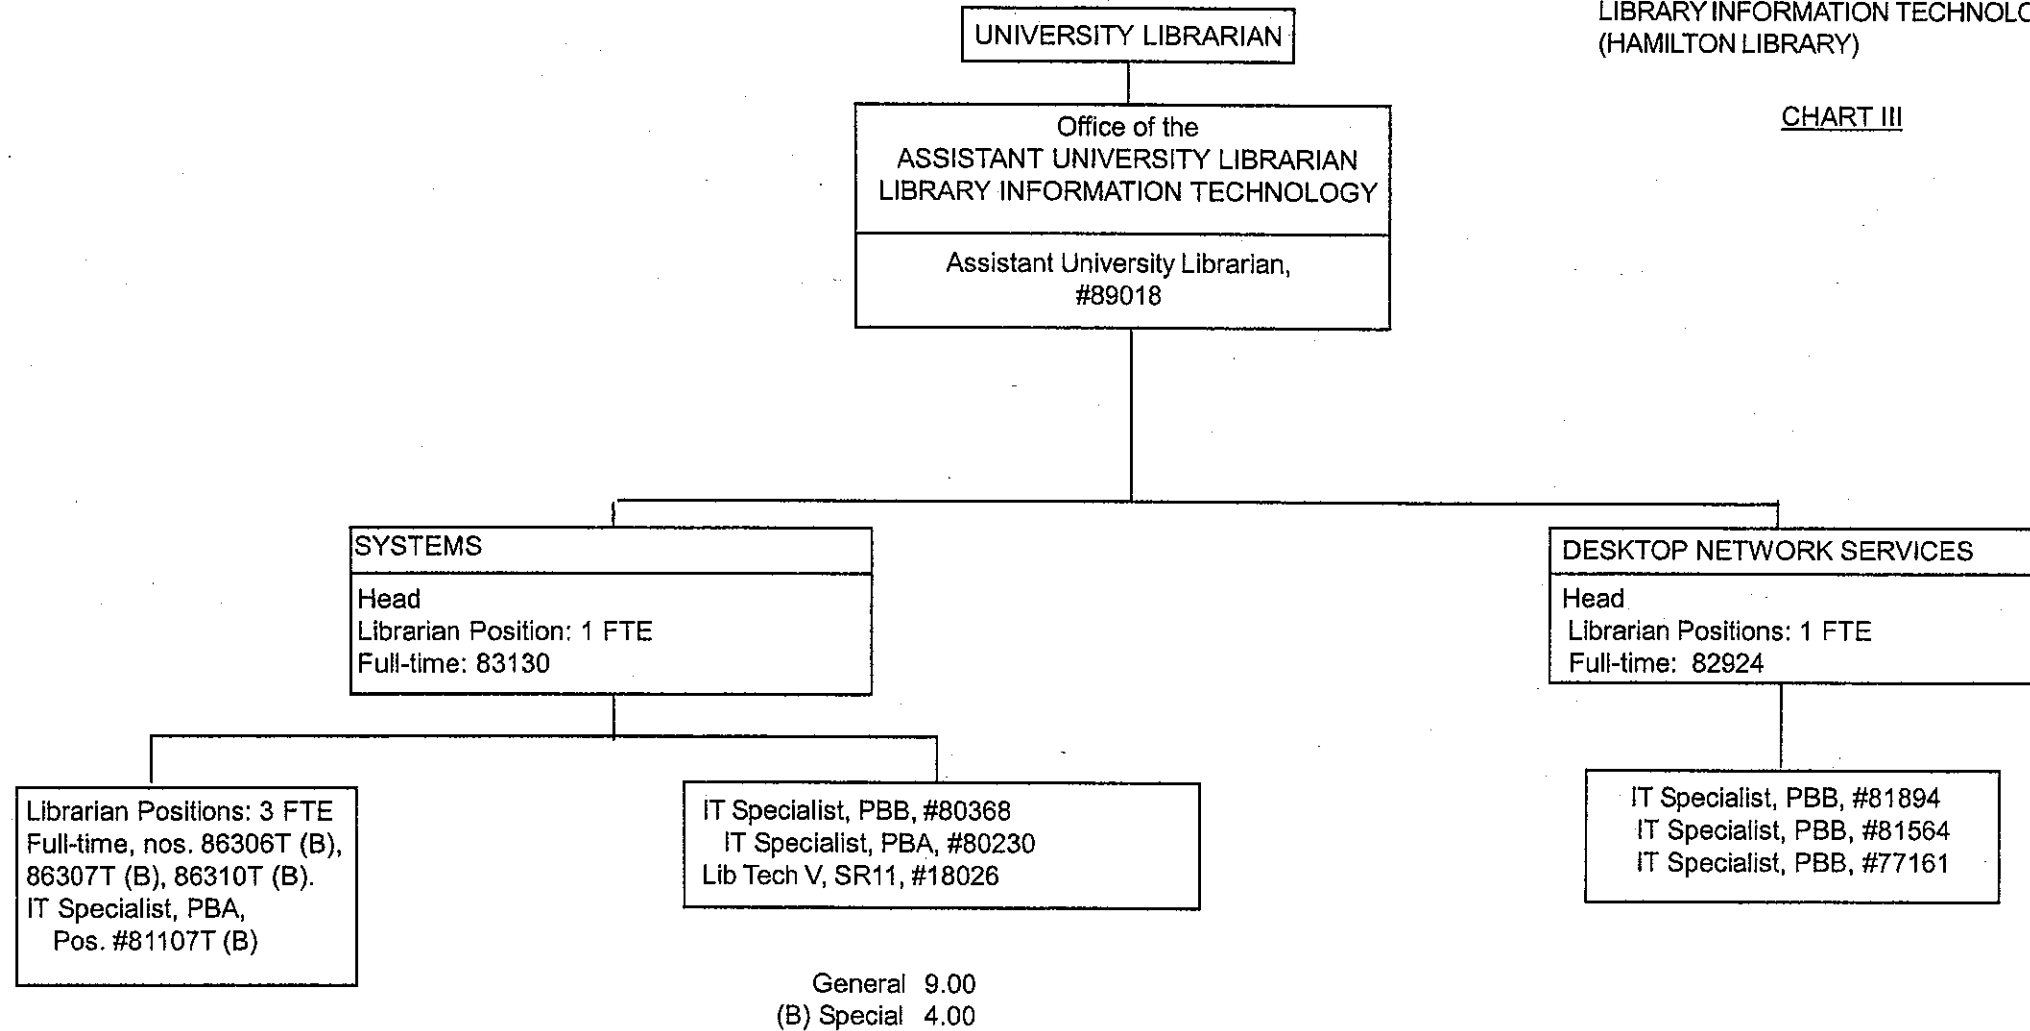 UNIVERSITY LIBRARIAN
LIBRARY INFORMATION TECHNOLO
(HAMILTON LIBRARY)
CHART III
Office of the
ASSISTANT UNIVERSITY LIBRARIAN
LIBRARY INFORMATION TECHNOLOGY
Assistant University Librarian,
#89018
SYSTEMS
Head
Librarian Position: 1 FTE
Full-time: 83130
DESKTOP NETWORK SERVICES
Head
Librarian Positions: 1 FTE
Full-time: 82924
Librarian Positions: 3 FTE
Full-time, nos. 86306T (B),
86307T (B), 86310T (B).
IT Specialist, PBA,
Pos. #81107T (B)
IT Specialist, PBB, #80368
IT Specialist, PBA, #80230
Lib Tech V, SR11, #18026
IT Specialist, PBB, #81894
IT Specialist, PBB, #81564
IT Specialist, PBB, #77161
General 9.00
(B) Special 4.00